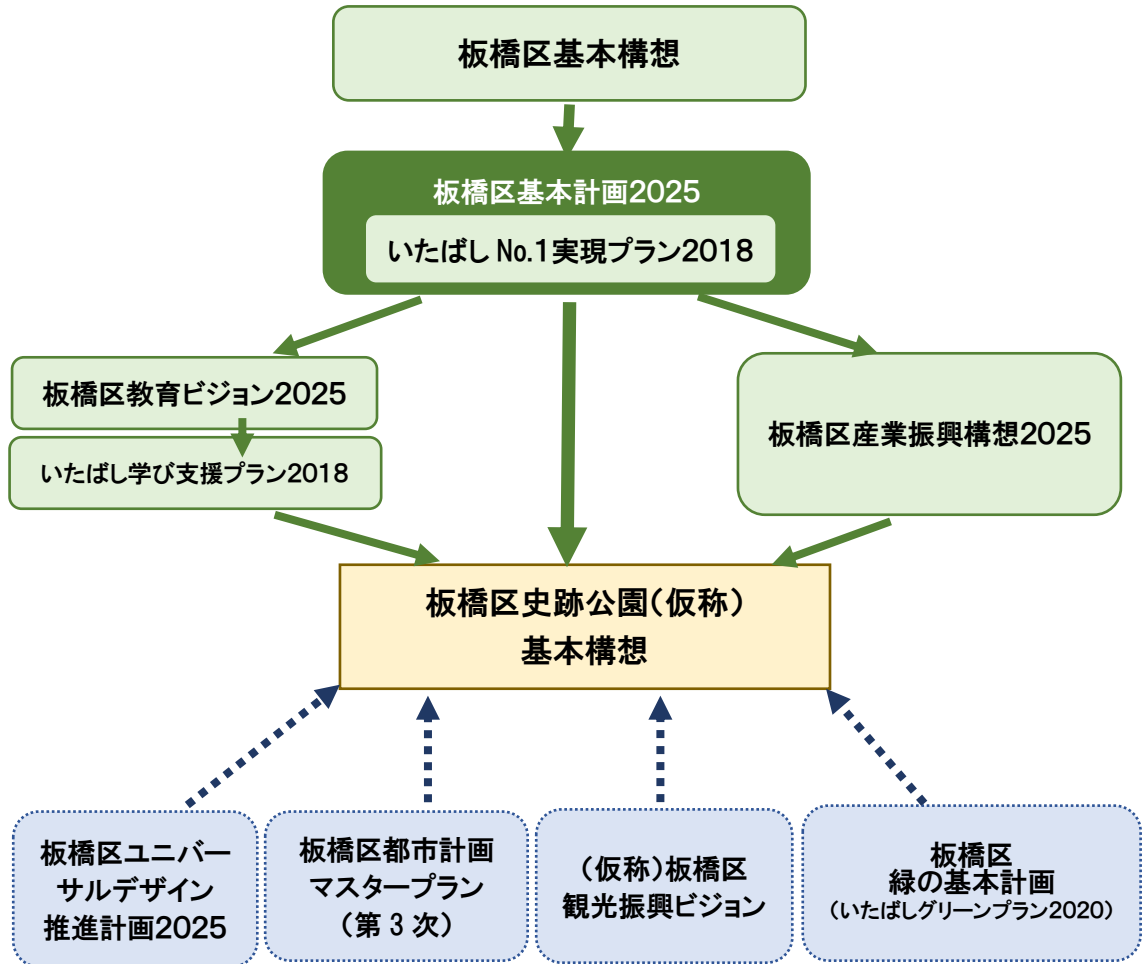 板橋区基本構想
板橋区基本計画2025
いたばし No.1実現プラン2018
板橋区教育ビジョン2025
いたばし学び支援プラン2018
板橋区産業振興構想2025
板橋区史跡公園(仮称)
基本構想
板橋区ユニバー
サルデザイン
推進計画2025
板橋区都市計画
マスタープラン
(第 3 次)
(仮称)板橋区
観光振興ビジョン
板橋区
緑の基本計画
(いたばしグリーンプラン2020)